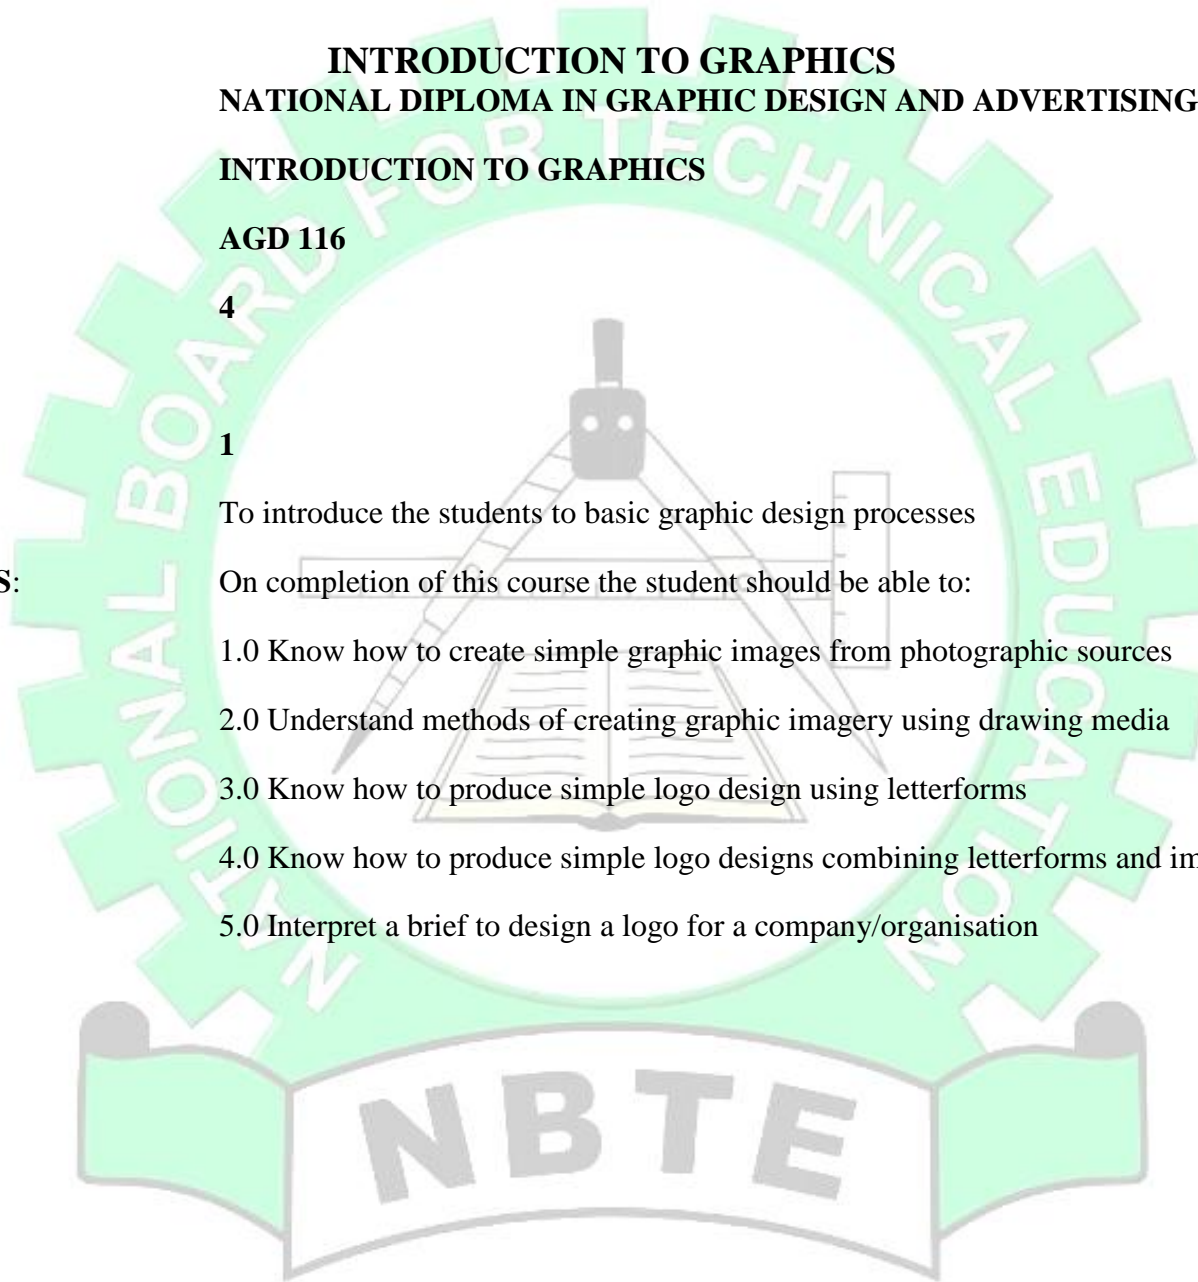 INTRODUCTION TO GRAPHICS
NATIONAL DIPLOMA IN GRAPHIC DESIGN AND ADVERTISING
INTRODUCTION TO GRAPHICS
AGD 116
4
1
To introduce the students to basic graphic design processes
S: On completion of this course the student should be able to:
1.0 Know how to create simple graphic images from photographic sources
2.0 Understand methods of creating graphic imagery using drawing media
3.0 Know how to produce simple logo design using letterforms
4.0 Know how to produce simple logo designs combining letterforms and im
5.0 Interpret a brief to design a logo for a company/organisation
NATIONAL BOARD FOR TECHNICAL EDUCATION
NBTE